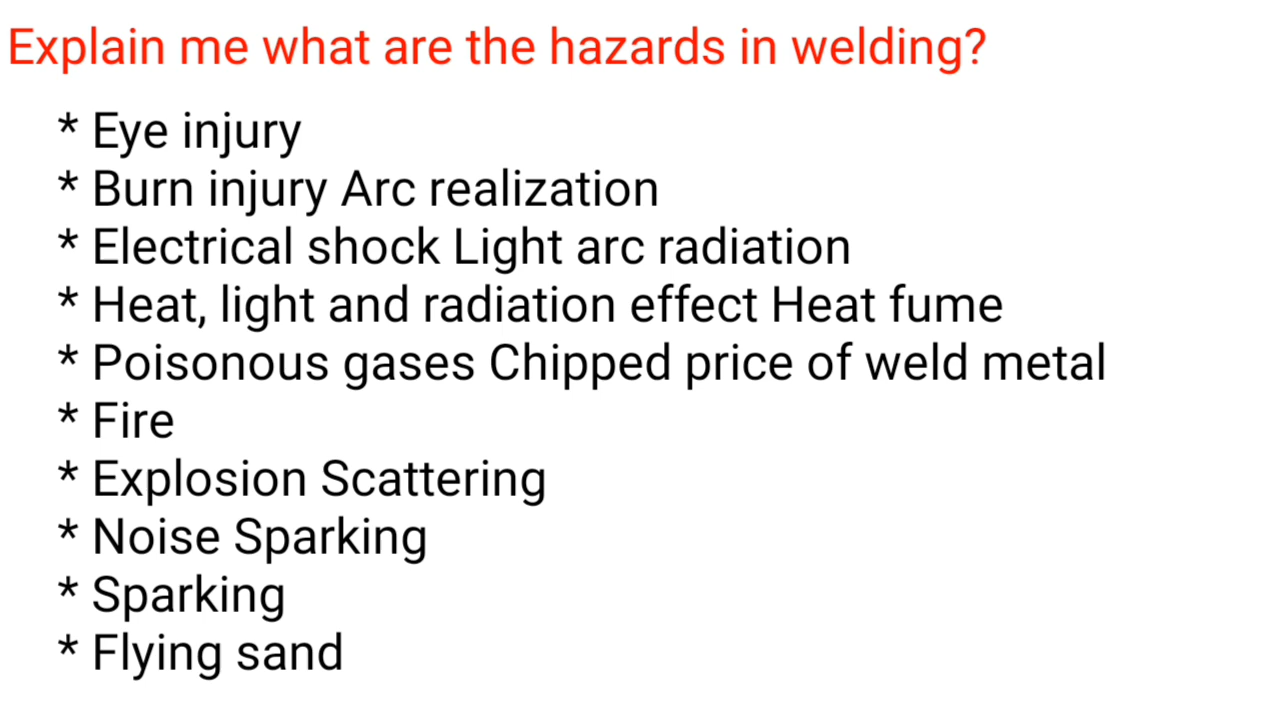 Explain me what are the hazards in welding?
* Eye injury
* Burn injury Arc realization
* Electrical shock Light arc radiation
* Heat, light and radiation effect Heat fume
* Poisonous gases Chipped price of weld metal
* Fire
* Explosion Scattering
* Noise Sparking
* Sparking
* Flying sand